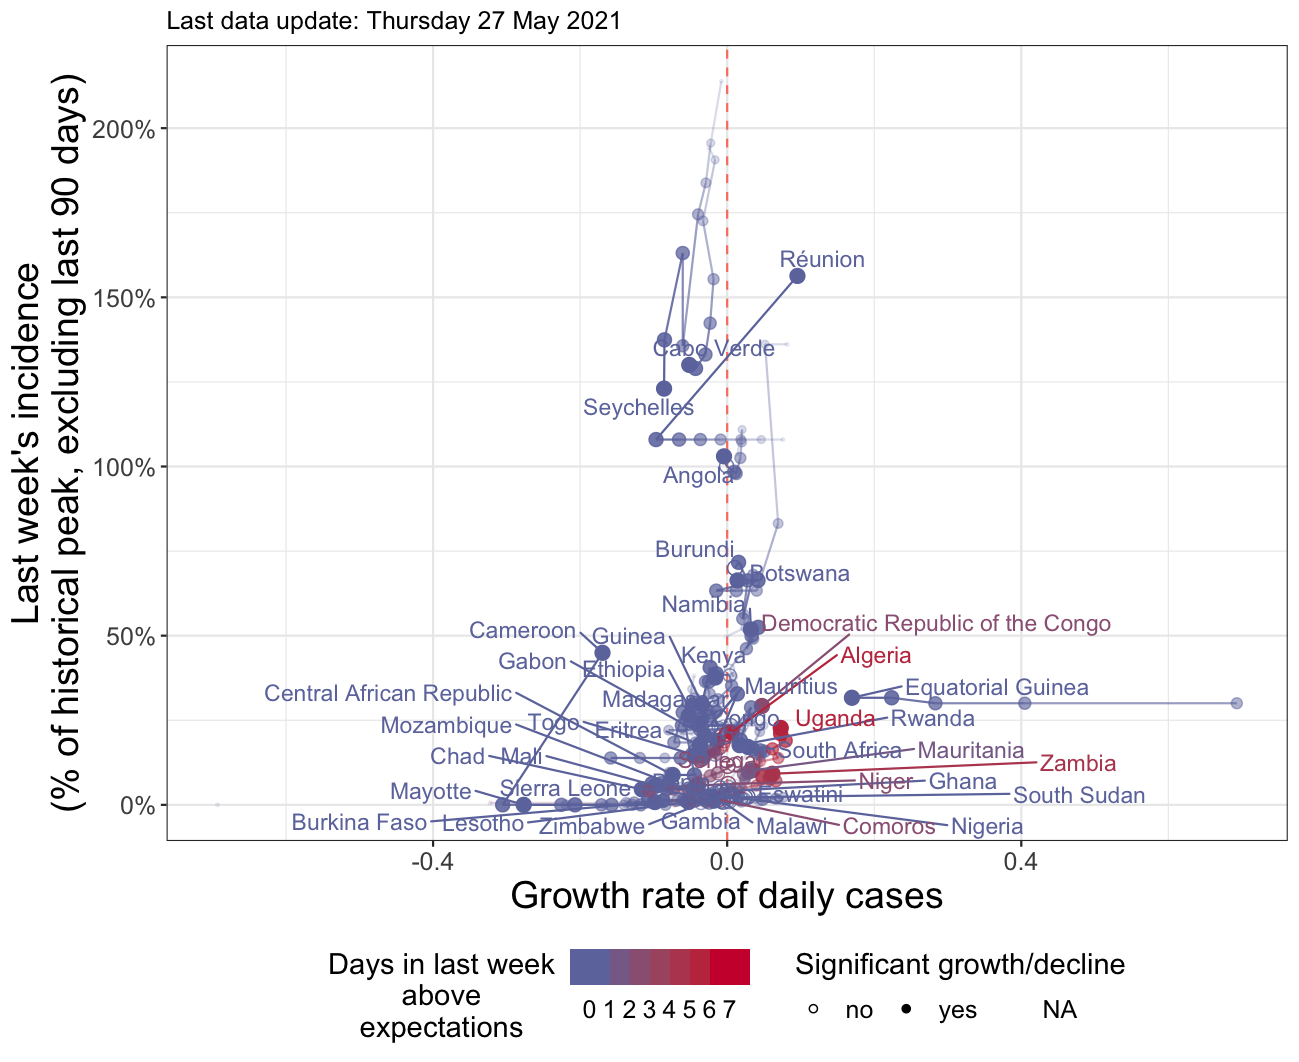 Last data update: Thursday 27 May 2021
Last week's incidence
(% of historical peak, excluding last 90 days)
200%
150%
100%
50%
0%
Réunion
Cabo Verde
Seychelles
Angola
Burundi
Botswana
Namibia
Democratic Republic of the Congo
Cameroon
Guinea
Kenya
Algeria
Gabon
Ethiopia
Mauritius
Equatorial Guinea
Central African Republic
Madagascar
Mozambique
Togo
Eritrea
Congo
Uganda
Rwanda
Chad
Mali
Senegal
South Africa
Mauritania
Zambia
Mayotte
Sierra Leone
Niger
Ghana
Eswatini
South Sudan
Burkina Faso
Lesotho
Zimbabwe
Gambia
Malawi
Comoros
Nigeria
-0.4
0.0
0.4
Growth rate of daily cases
Days in last week
above
expectations
0 1 2 3 4 5 6 7
Significant growth/decline
no
yes
NA